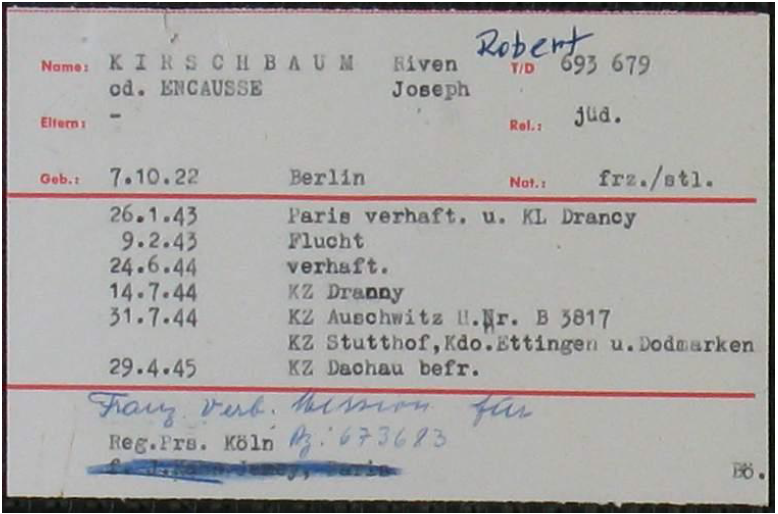 Robert
Name: KIRSCHBAUM Riven T/D 693 679
od. ENCAUSSE Joseph
Eltern: - Rel.: jüd.
Geb.: 7.10.22 Berlin Nat.: frz./stl.
26.1.43 Paris verhaft. u. KL Drancy
9.2.43 Flucht
24.6.44 verhaft.
14.7.44 KZ Dranny
31.7.44 KZ Auschwitz H.Nr. B 3817
KZ Stutthof,Kdo.Ettingen u.Dodmarken
29.4.45 KZ Dachau befr.
Franz. Verb. Mission für
Reg.Prs. Köln Az: 673683
Paris
Bö.